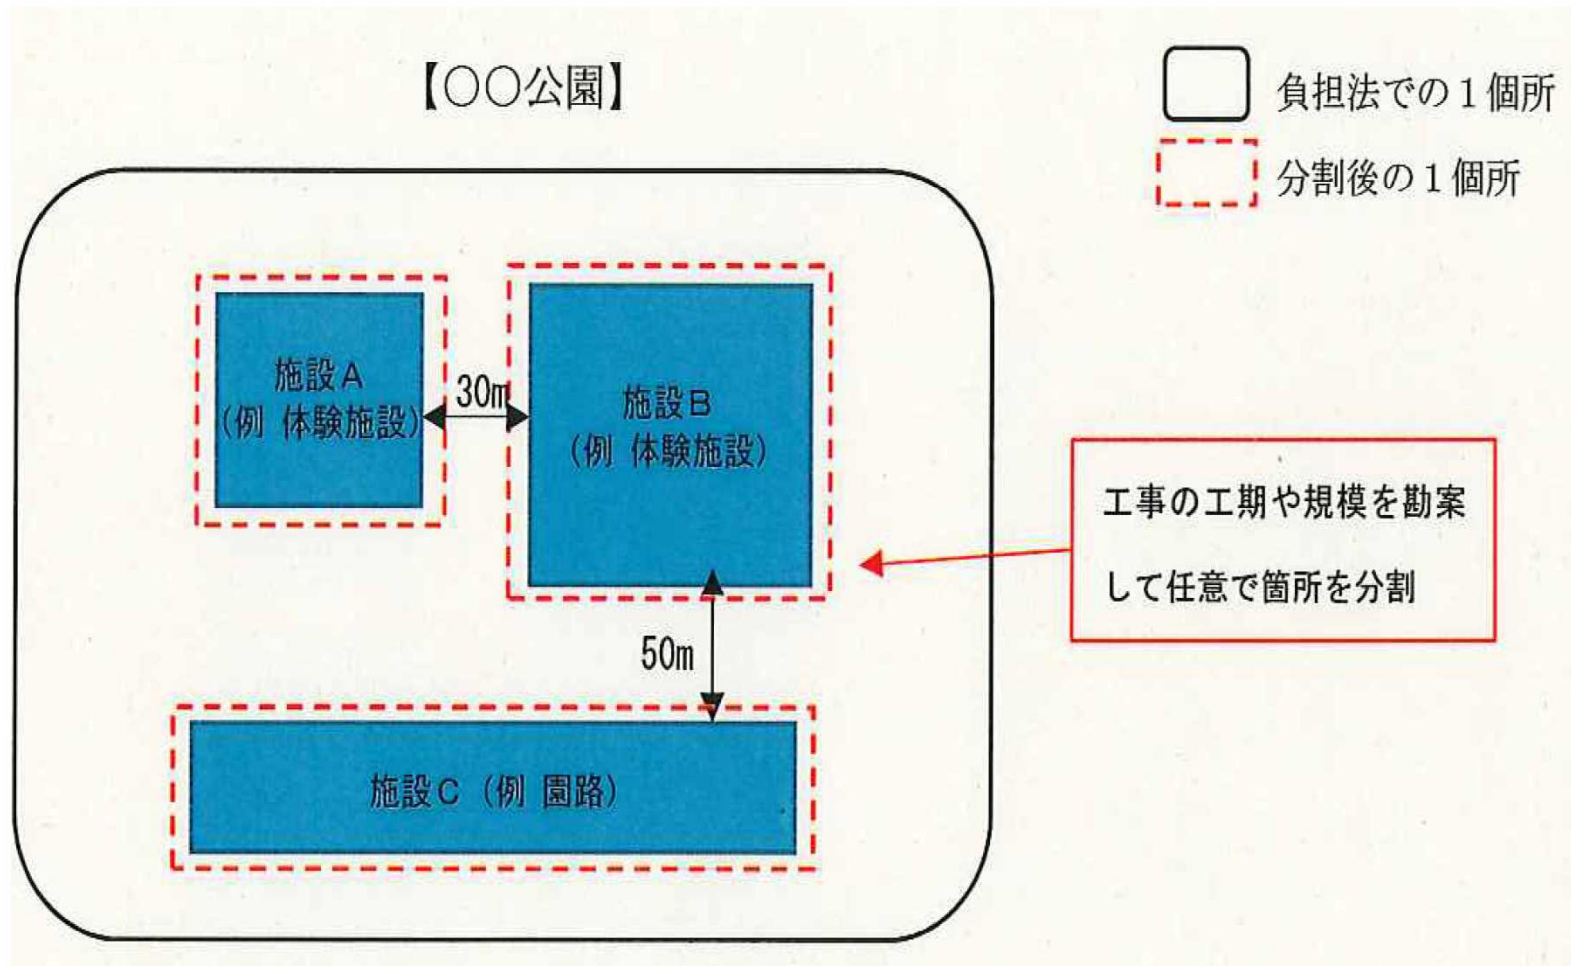 【○○公園】
負担法での１個所
分割後の１個所
施設Ａ
(例 体験施設)
30m
施設Ｂ
(例 体験施設)
工事の工期や規模を勘案
して任意で箇所を分割
50m
施設Ｃ (例 園路)